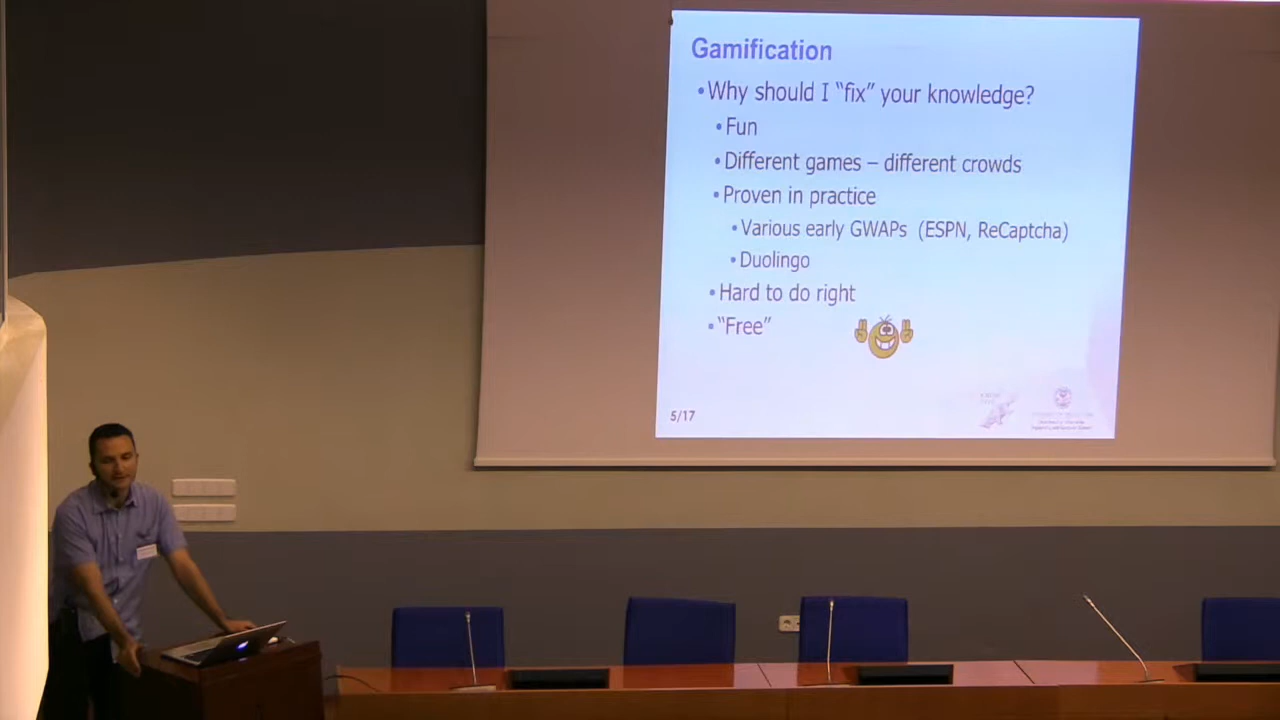 Gamification
•Why should I “fix” your knowledge?
•Fun
•Different games – different crowds
•Proven in practice
•Various early GWAPs (ESPN, ReCaptcha)
•Duolingo
•Hard to do right
•“Free”
5/17